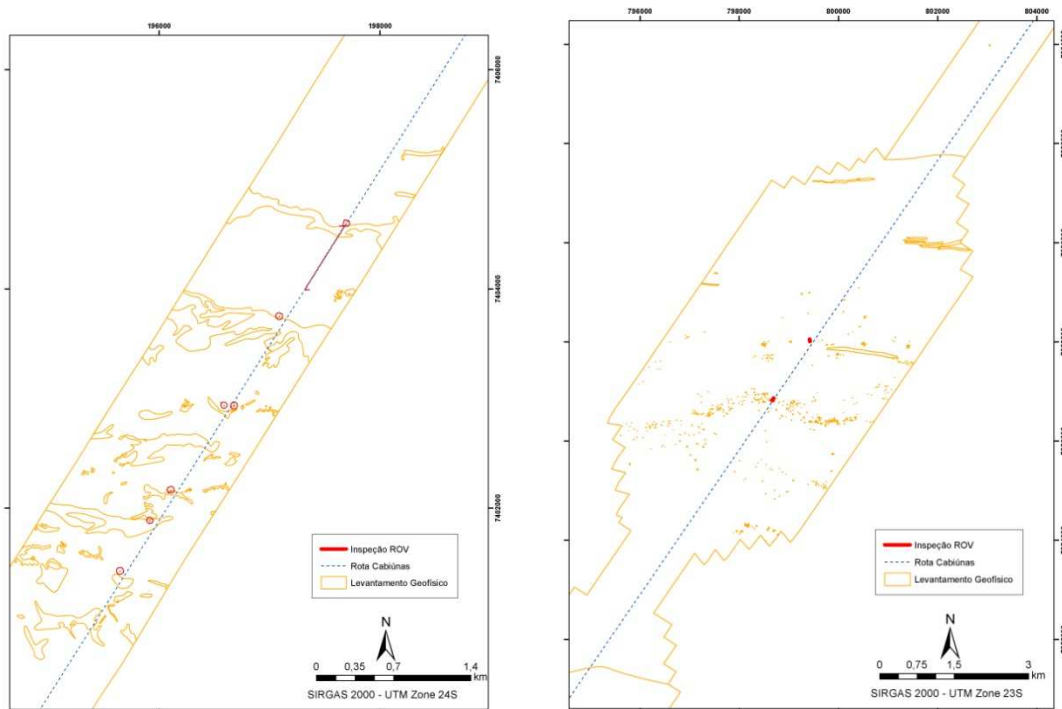 196000
198000
7406000
7404000
7402000
Inspeção ROV
Rota Cabiúnas
Levantamento Geofísico
N
0 0,35 0,7 1,4
km
SIRGAS 2000 - UTM Zone 24S
796000
798000
800000
802000
804000
Inspeção ROV
Rota Cabiúnas
Levantamento Geofísico
N
0 0,75 1,5 3
km
SIRGAS 2000 - UTM Zone 23S